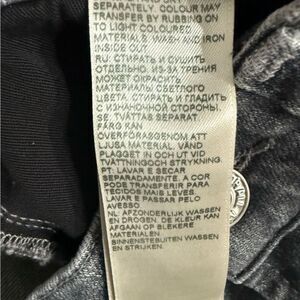 SEPARATELY. COLOUR MAY
TRANSFER BY RUBBING ON
TO LIGHT COLOURED
MATERIALS. WASH AND IRON
INSIDE OUT
RU: СТИРАТЬ И СУШИТЬ
ОТДЕЛЬНО. ИЗ-ЗА ТРЕНИЯ
МОЖЕТ ОКРАСИТЬ
МАТЕРИАЛЫ СВЕТЛОГО
ЦВЕТА. СТИРАТЬ И ГЛАДИТЬ
С ИЗНАНОЧНОЙ СТОРОНЫ.
SE: TVÄTTAS SEPARAT
FÄRG KAN
ÖVERFÖRASGENOM ATT
LJUSA MATERIAL. VÄND
PLAGGET IN OCH UT VID
TVÄTTNINGOCH STRYKNING.
PT: LAVAR E SECAR
SEPARADAMENTE. A COR
PODE TRANSFERIR PARA
TECIDOS MAIS LEVES.
LAVAR E PASSAR PELO
AVESSO.
NL: AFZONDERLIJK WASSEN
EN DROGEN. DE KLEUR KAN
AFGAAN OP BLEKERE
MATERIALEN
BINNENSTEBUITEN WASSEN
EN STRIJKEN.